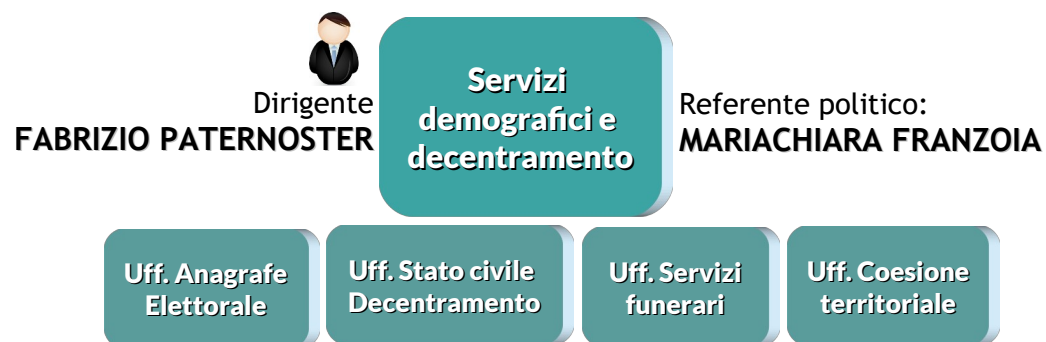 Dirigente
FABRIZIO PATERNOSTER
Servizi
demografici e
decentramento
Referente politico:
MARIACHIARA FRANZOIA
Uff. Anagrafe
Elettorale
Uff. Stato civile
Decentramento
Uff. Servizi
funerari
Uff. Coesione
territoriale